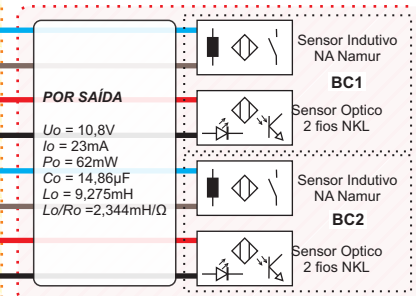 POR SAÍDA
Uo = 10,8V
Io = 23mA
Po = 62mW
Co = 14,86µF
Lo = 9,275mH
Lo/Ro =2,344mH/Ω
Sensor Indutivo
NA Namur
BC1
Sensor Optico
2 fios NKL
Sensor Indutivo
NA Namur
BC2
Sensor Optico
2 fios NKL